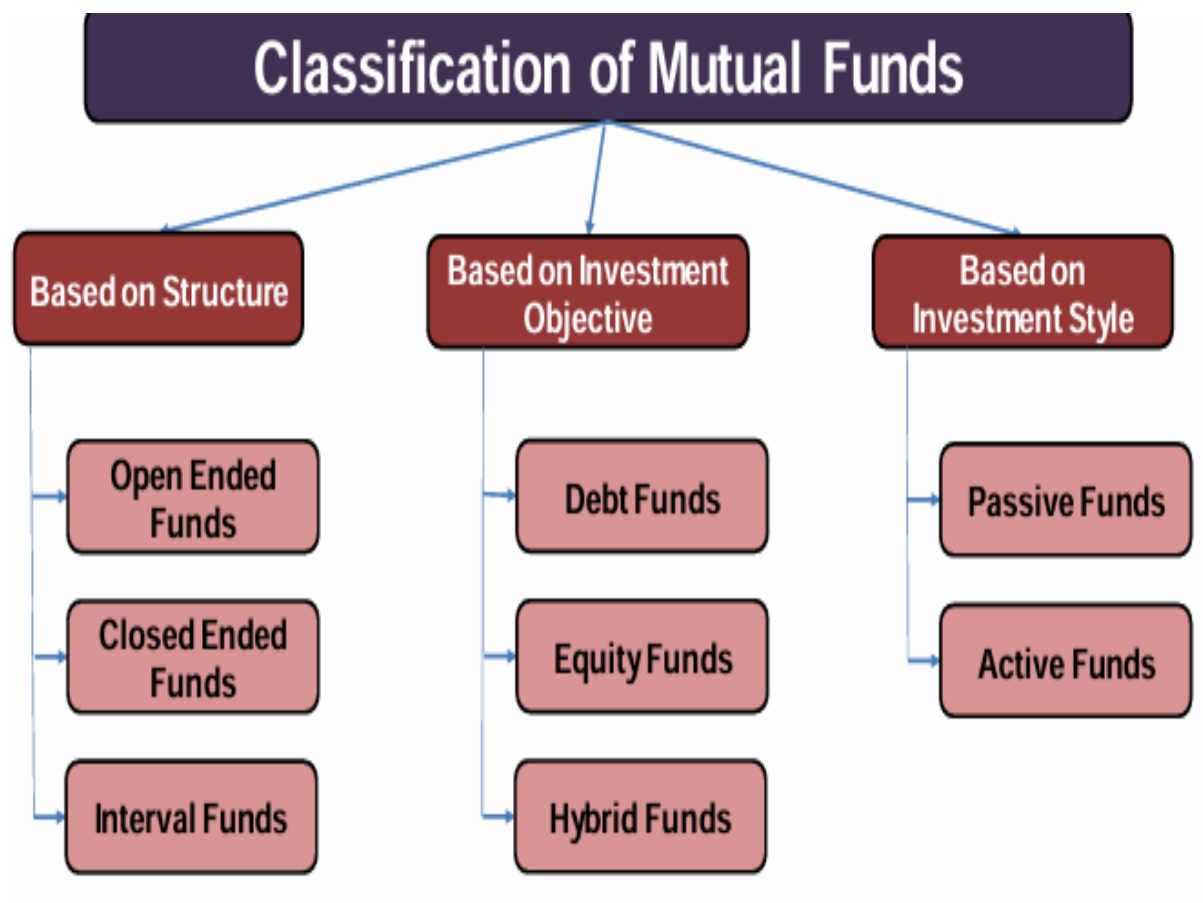 Classification of Mutual Funds
Based on Structure
Open Ended
Funds
Closed Ended
Funds
Interval Funds
Based on Investment
Objective
Debt Funds
Equity Funds
Hybrid Funds
Based on
Investment Style
Passive Funds
Active Funds